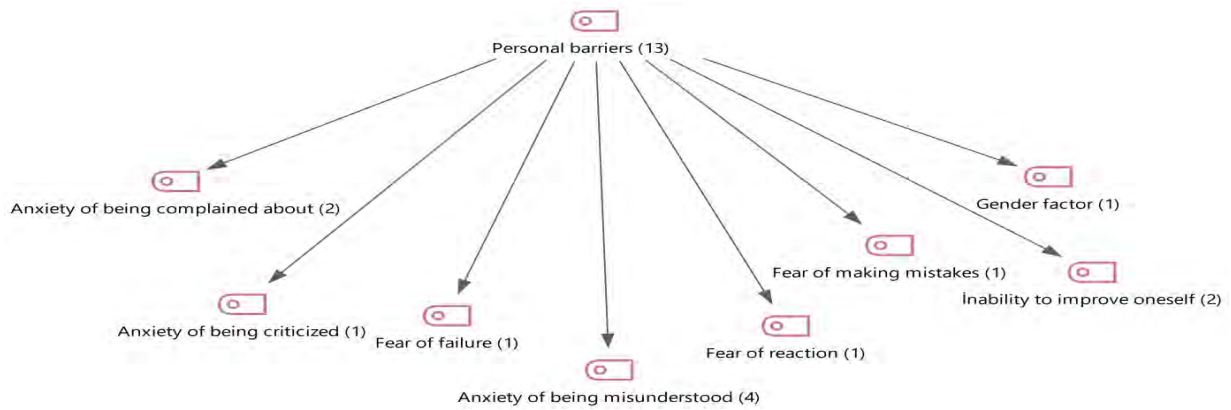 Personal barriers (13)
Anxiety of being complained about (2)
Gender factor (1)
Fear of making mistakes (1)
İnability to improve oneself (2)
Anxiety of being criticized (1)
Fear of failure (1)
Fear of reaction (1)
Anxiety of being misunderstood (4)